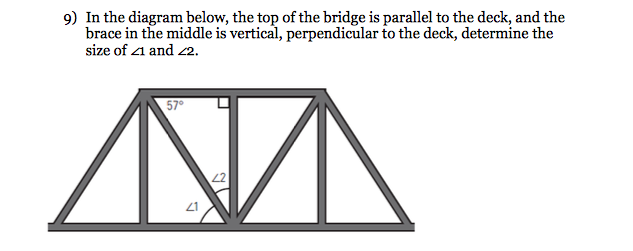 9) In the diagram below, the top of the bridge is parallel to the deck, and the
brace in the middle is vertical, perpendicular to the deck, determine the
size of ∠1 and ∠2.
57°
∠2
∠1